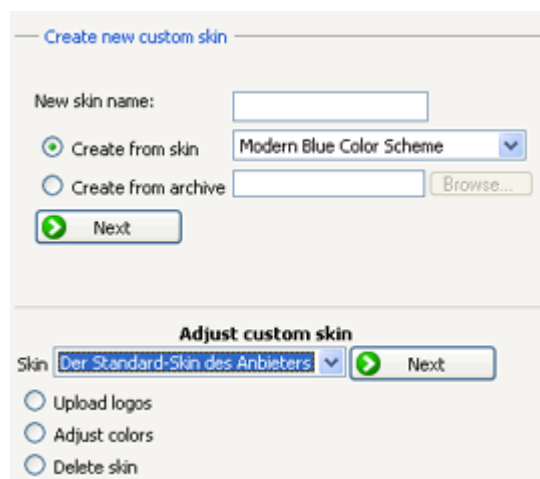 Create new custom skin
New skin name:
Create from skin Modern Blue Color Scheme
Create from archive Browse...
Next
Adjust custom skin
Skin Der Standard-Skin des Anbieters Next
Upload logos
Adjust colors
Delete skin